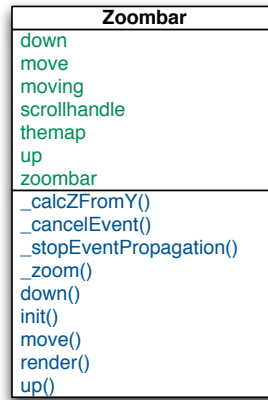 Zoombar
down
move
moving
scrollhandle
themap
up
zoombar
_calcZFromY()
_cancelEvent()
_stopEventPropagation()
_zoom()
down()
init()
move()
render()
up()